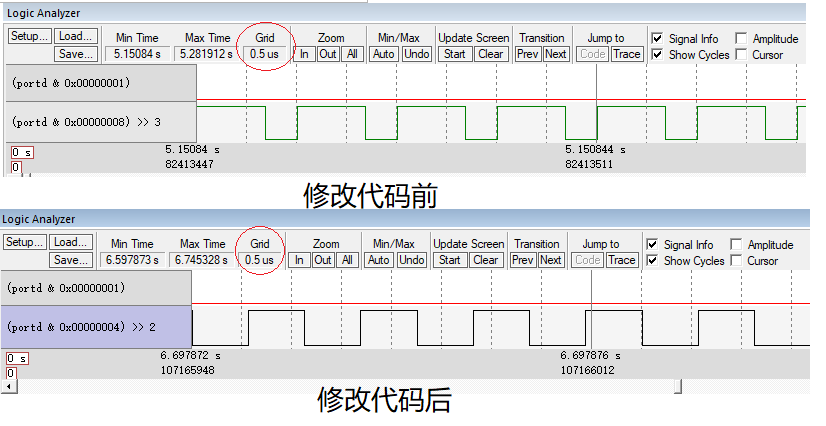 Logic Analyzer
Setup... Load... Min Time Max Time Grid Zoom Min/Max Update Screen Transition Jump to Signal Info Amplitude
Save... 5.15084 s 5.281912 s 0.5 us In Out All Auto Undo Start Clear Prev Next Code Trace Show Cycles Cursor
(portd & 0x00000001)
(portd & 0x00000008) >> 3
0 s 5.15084 s 5.150844 s
0 82413447 82413511
修改代码前
Logic Analyzer
Setup... Load... Min Time Max Time Grid Zoom Min/Max Update Screen Transition Jump to Signal Info Amplitude
Save... 6.597873 s 6.745328 s 0.5 us In Out All Auto Undo Start Clear Prev Next Code Trace Show Cycles Cursor
(portd & 0x00000001)
(portd & 0x00000004) >> 2
0 s 6.697872 s 6.697876 s
0 107165948 107166012
修改代码后